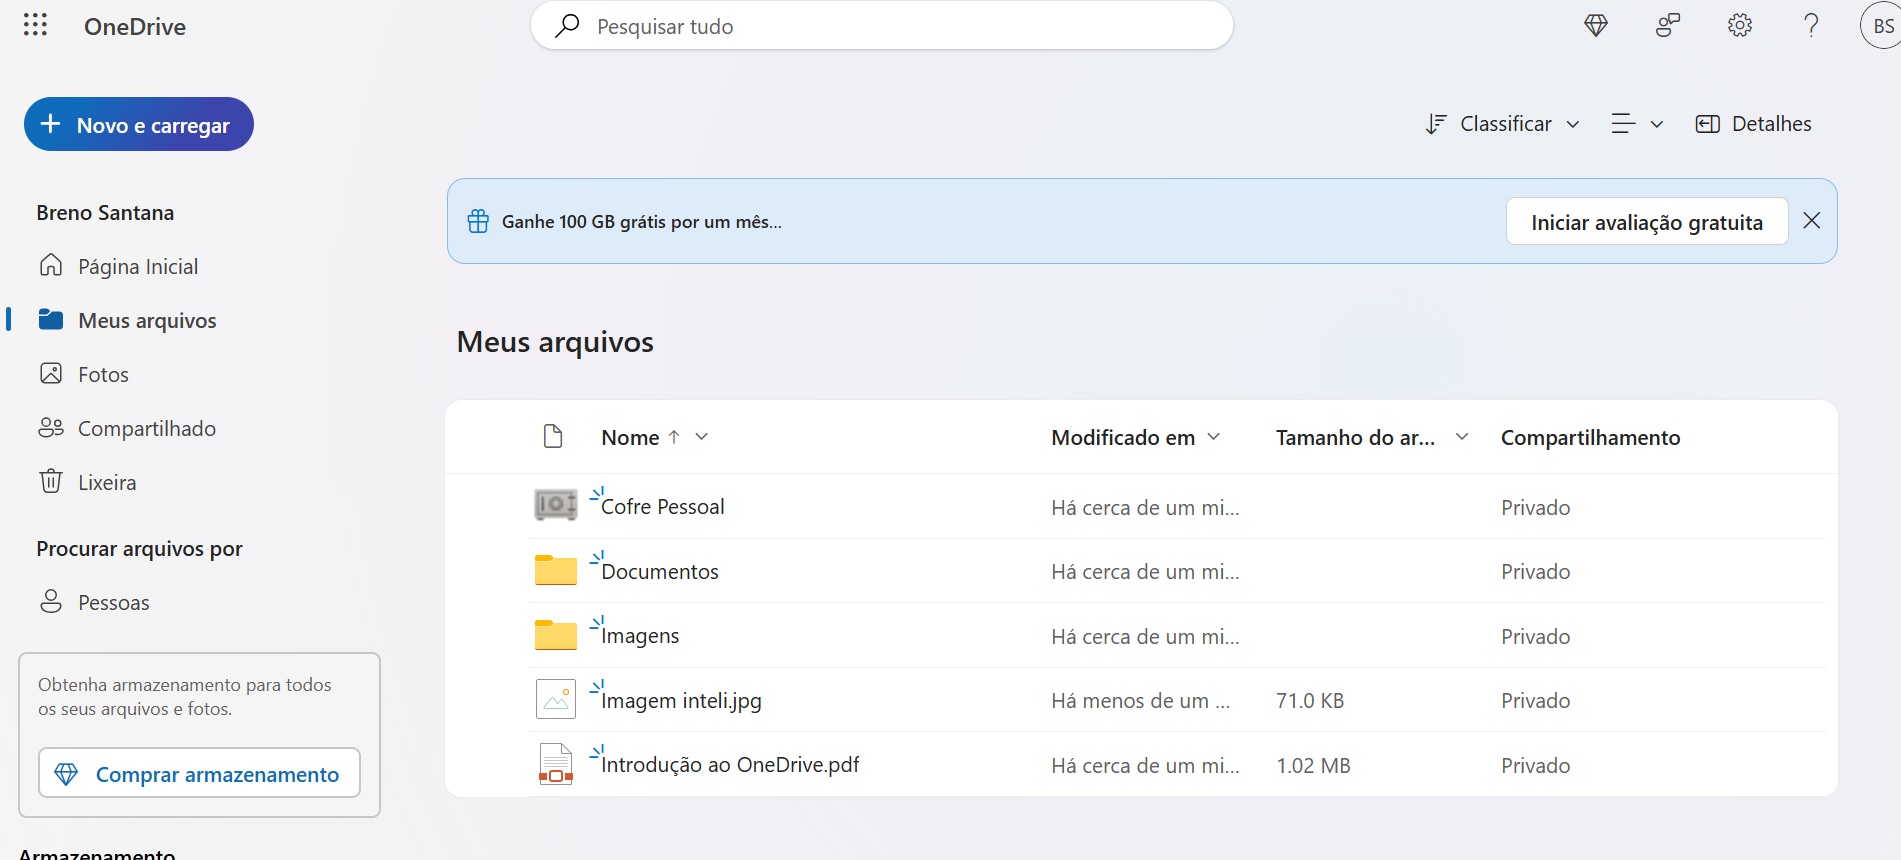 OneDrive
Pesquisar tudo
BS
Novo e carregar
Classificar
Detalhes
Breno Santana
Página Inicial
Meus arquivos
Fotos
Compartilhado
Lixeira
Procurar arquivos por
Pessoas
Obtenha armazenamento para todos
os seus arquivos e fotos.
Comprar armazenamento
Armazenamento
Ganhe 100 GB grátis por um mês...
Iniciar avaliação gratuita
Meus arquivos
Nome Modificado em Tamanho do ar... Compartilhamento
Cofre Pessoal Há cerca de um mi... Privado
Documentos Há cerca de um mi... Privado
Imagens Há cerca de um mi... Privado
Imagem inteli.jpg Há menos de um ... 71.0 KB Privado
Introdução ao OneDrive.pdf Há cerca de um mi... 1.02 MB Privado